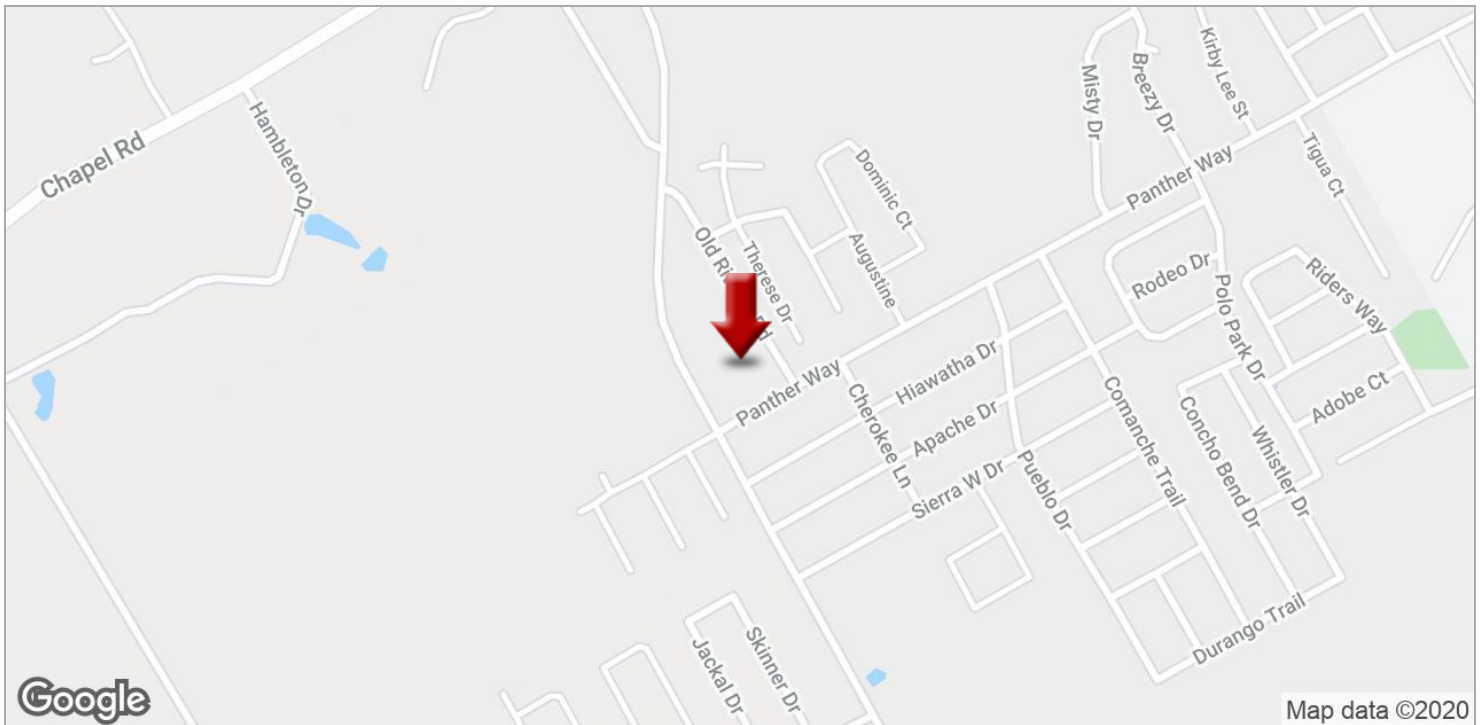 Kirby Lee St
Breezy Dr
Misty Dr
Chapel Rd
Hambleton Dr
Tigua Ct
Dominic Ct
Panther Way
Old Ri
d
Therese Dr
Augustine
Rodeo Dr
Riders Way
Polo Park Dr
Panther Way
Hiawatha Dr
Cherokee Ln
Apache Dr
Comanche Trail
Adobe Ct
Concho Bend Dr
Whistler Dr
Sierra W Dr
Pueblo Dr
Durango Trail
Jackal Dr
Skinner Dr
Google
Map data ©2020